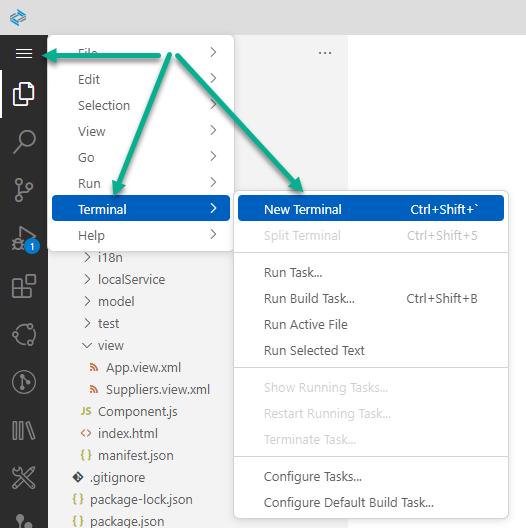 File
Edit
Selection
View
Go
Run
Terminal
Help
New Terminal Ctrl+Shift+`
Split Terminal Ctrl+Shift+5
Run Task...
Run Build Task... Ctrl+Shift+B
Run Active File
Run Selected Text
Show Running Tasks...
Restart Running Task...
Terminate Task...
Configure Tasks...
Configure Default Build Task...
1
i18n
localService
model
test
view
App.view.xml
Suppliers.view.xml
JS Component.js
<> index.html
manifest.json
.gitignore
package-lock.json
package.json